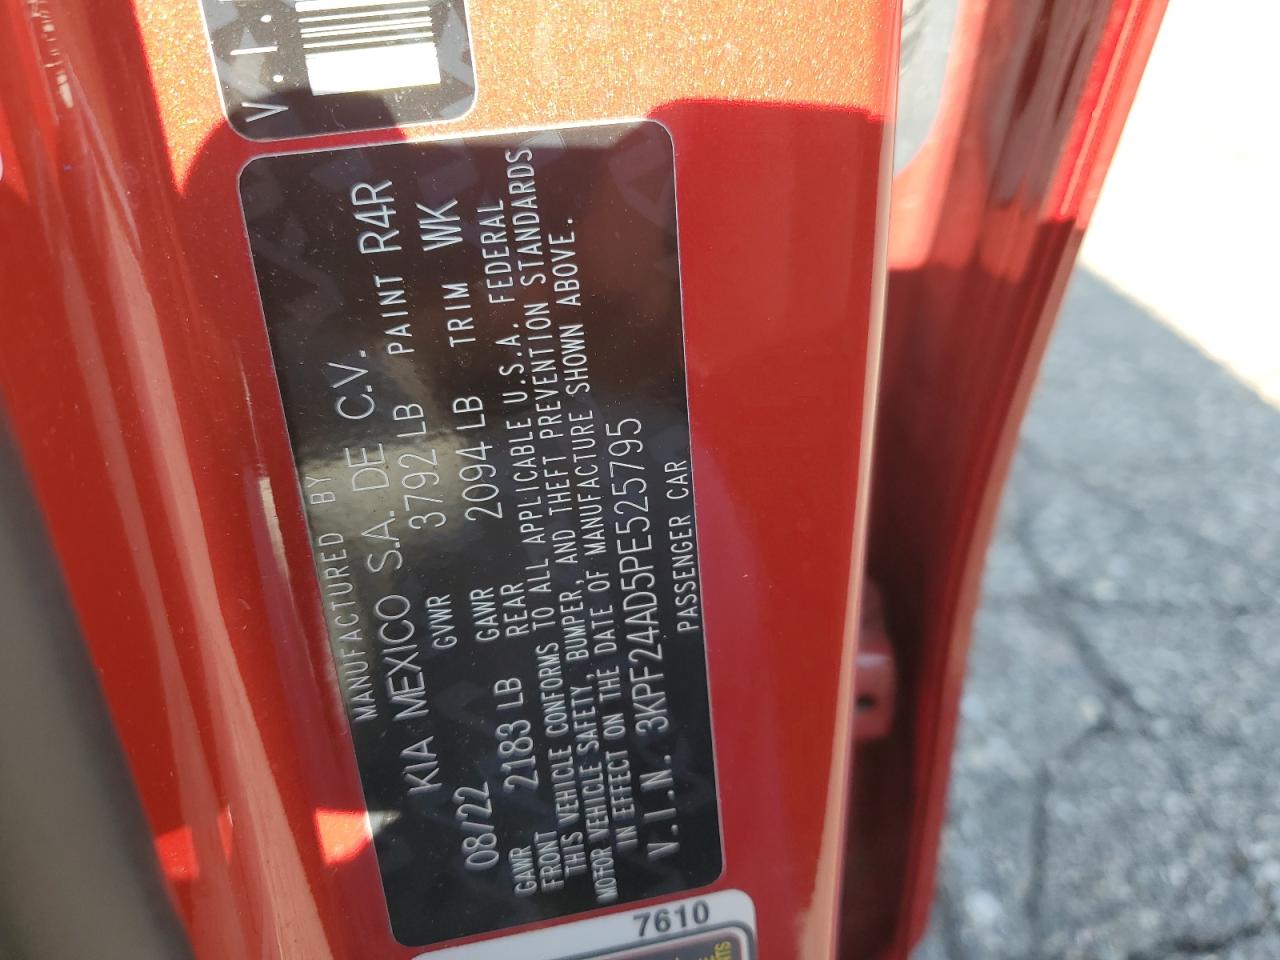 V.I.
MANUFACTURED BY
KIA MEXICO S.A. DE C.V.
08/22 GVWR 3792 LB PAINT R4R
GAWR FRONT 2183 LB GAWR REAR 2094 LB TRIM WK
THIS VEHICLE CONFORMS TO ALL APPLICABLE U.S.A. FEDERAL
MOTOR VEHICLE SAFETY, BUMPER, AND THEFT PREVENTION STANDARDS
IN EFFECT ON THE DATE OF MANUFACTURE SHOWN ABOVE.
V.I.N. 3KPF24AD5PE525795
PASSENGER CAR
7610